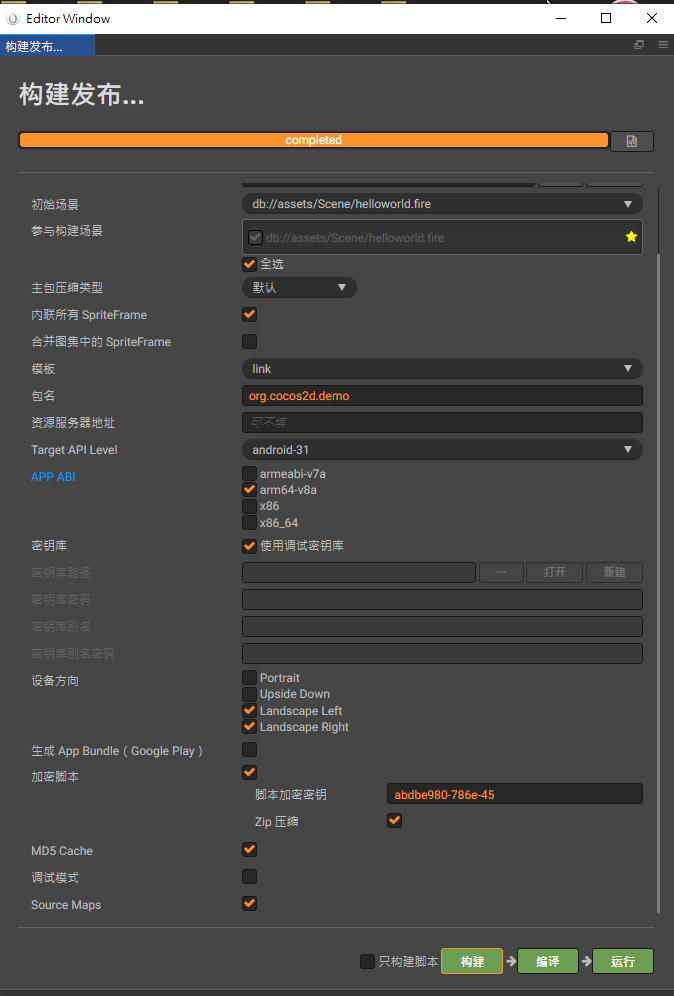 Editor Window
构建发布...
构建发布...
completed
初始场景
db://assets/Scene/helloworld.fire
参与构建场景
db://assets/Scene/helloworld.fire
全选
主包压缩类型
默认
内联所有 SpriteFrame
合并图集中的 SpriteFrame
模板
link
包名
org.cocos2d.demo
资源服务器地址
可不填
Target API Level
android-31
APP ABI
armeabi-v7a
arm64-v8a
x86
x86_64
密钥库
使用调试密钥库
密钥库路径
...
打开
新建
密钥库密码
密钥库别名
密钥库别名密码
设备方向
Portrait
Upside Down
Landscape Left
Landscape Right
生成 App Bundle（Google Play）
加密脚本
脚本加密密钥
abdbe980-786e-45
Zip 压缩
MD5 Cache
调试模式
Source Maps
只构建脚本
构建
编译
运行